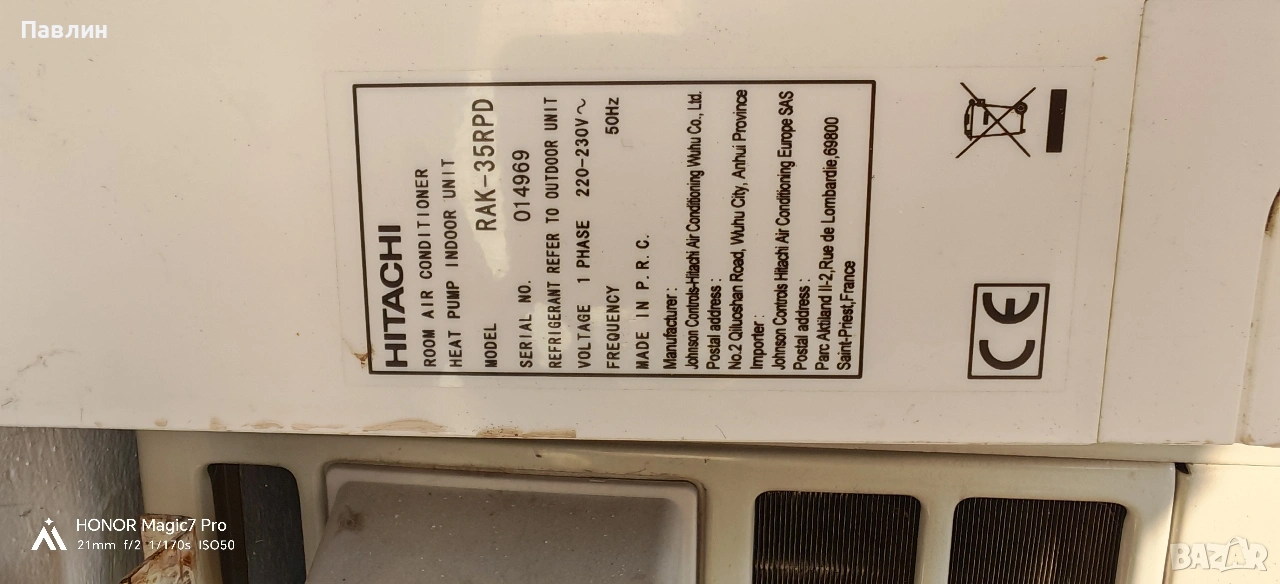 Павлин
HITACHI
ROOM AIR CONDITIONER
HEAT PUMP INDOOR UNIT
MODEL RAK-35RPD
SERIAL NO. 014969
REFRIGERANT REFER TO OUTDOOR UNIT
VOLTAGE 1 PHASE 220-230V~
FREQUENCY 50Hz
MADE IN P.R.C.
Manufacturer:
Johnson Controls-Hitachi Air Conditioning Wuhu Co., Ltd.
Postal address:
No.2 Qiluoshan Road, Wuhu City, Anhui Province
Importer:
Johnson Controls Hitachi Air Conditioning Europe SAS
Postal address:
Parc Aktiland II-2,Rue de Lombardie,69800
Saint-Priest,France
CE
HONOR Magic7 Pro
21mm f/2 1/170s ISO50
BAZAR